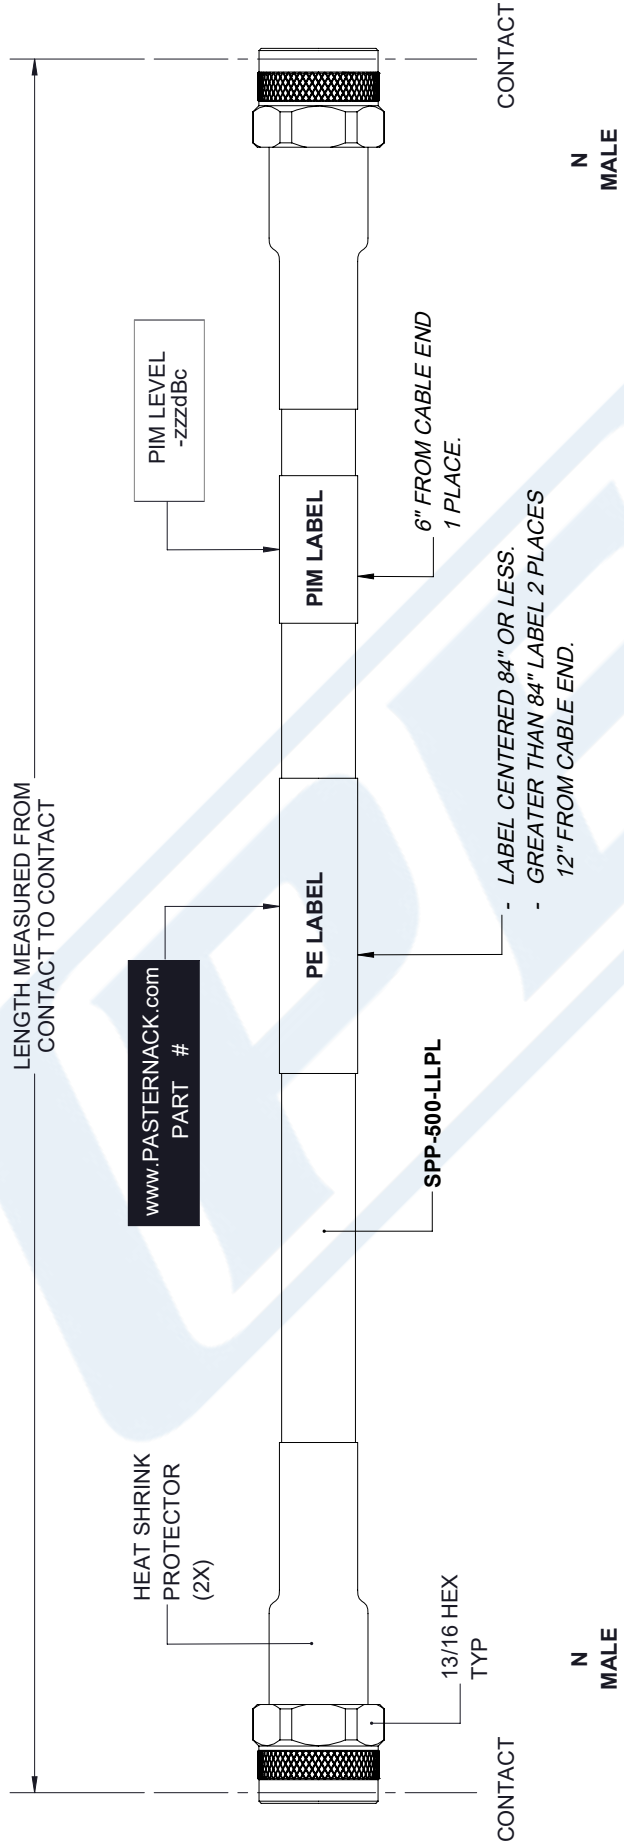 LENGTH MEASURED FROM
CONTACT TO CONTACT
HEAT SHRINK
PROTECTOR
(2X)
www.PASTERNACK.com
PART #
PIM LEVEL
-zzzdBc
PE LABEL
PIM LABEL
13/16 HEX
TYP
SPP-500-LLPL
- LABEL CENTERED 84" OR LESS.
- GREATER THAN 84" LABEL 2 PLACES
12" FROM CABLE END.
6" FROM CABLE END
1 PLACE.
CONTACT
CONTACT
N
MALE
N
MALE
PE